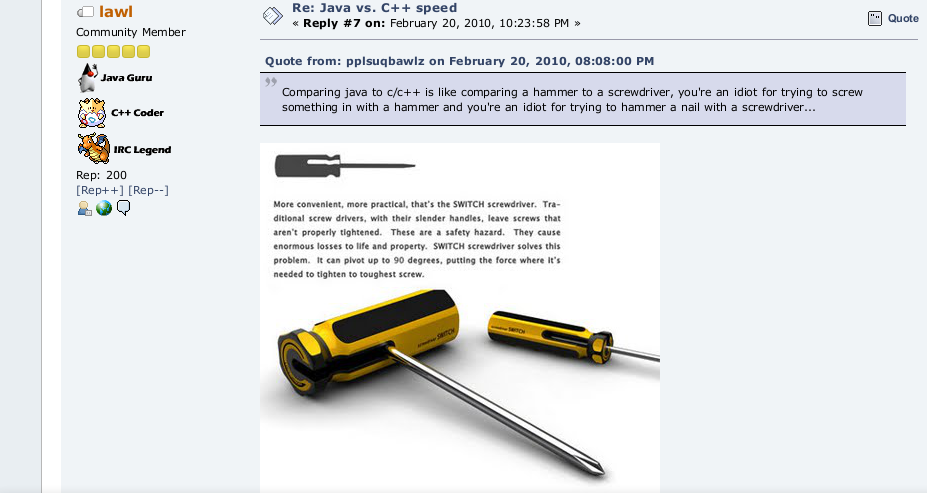 lawl
Community Member
Java Guru
C++ Coder
IRC Legend
Rep: 200
[Rep++] [Rep--]
Re: Java vs. C++ speed
« Reply #7 on: February 20, 2010, 10:23:58 PM »
Quote
Quote from: pplsuqbawlz on February 20, 2010, 08:08:00 PM
Comparing java to c/c++ is like comparing a hammer to a screwdriver, you're an idiot for trying to screw
something in with a hammer and you're an idiot for trying to hammer a nail with a screwdriver...
More convenient, more practical, that's the SWITCH screwdriver. Tra-
ditional screw drivers, with their slender handles, leave screws that
aren't properly tightened. These are a safety hazard. They cause
enormous losses to life and property. SWITCH screwdriver solves this
problem. It can pivot up to 90 degrees, putting the force where it's
needed to tighten to toughest screw.
screwdriver SWITCH
screwdriver SWITCH